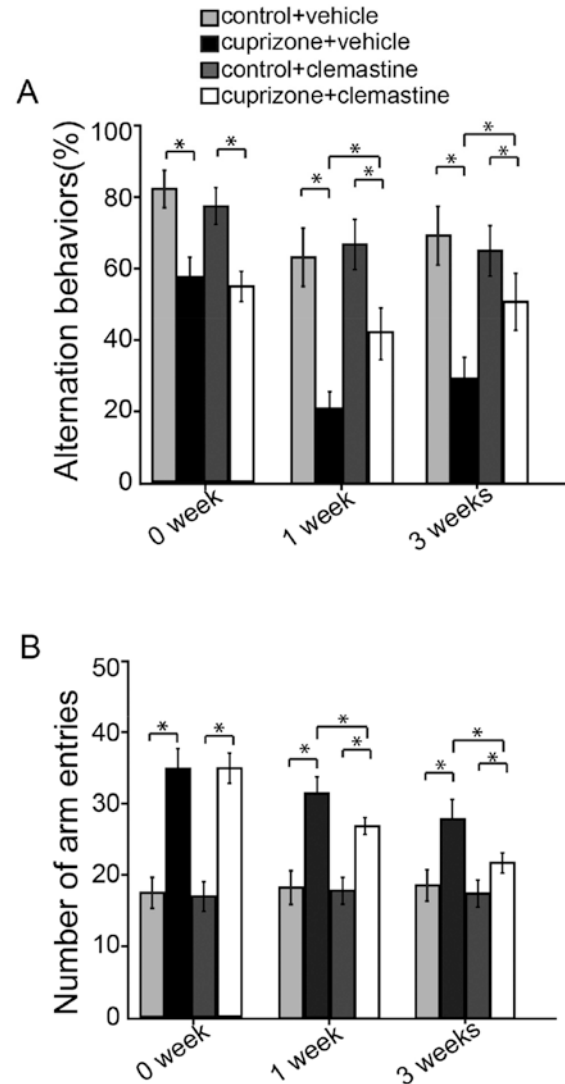 control+vehicle
cuprizone+vehicle
control+clemastine
cuprizone+clemastine
A
Alternation behaviors(%)
100
80
60
40
20
0
* * * * * * * *
0 week 1 week 3 weeks
B
Number of arm entries
50
40
30
20
10
0
* * * * * * * *
0 week 1 week 3 weeks